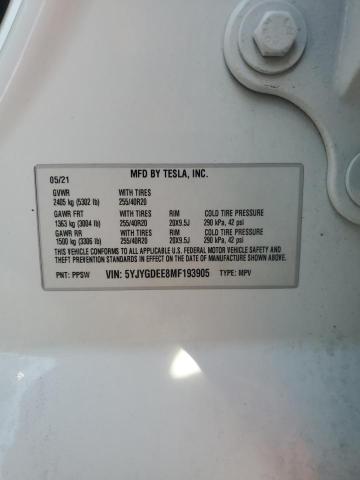 MFD BY TESLA, INC.
05/21
GVWR WITH TIRES
2405 kg (5302 lb) 255/40R20
GAWR FRT WITH TIRES RIM COLD TIRE PRESSURE
1363 kg (3004 lb) 255/40R20 20X9.5J 290 kPa, 42 psi
GAWR RR WITH TIRES RIM COLD TIRE PRESSURE
1500 kg (3306 lb) 255/40R20 20X9.5J 290 kPa, 42 psi
THIS VEHICLE CONFORMS TO ALL APPLICABLE U.S. FEDERAL MOTOR VEHICLE SAFETY AND
THEFT PREVENTION STANDARDS IN EFFECT ON THE DATE OF MANUFACTURE SHOWN ABOVE.
PNT: PPSW VIN: 5YJYGDEE8MF193905 TYPE: MPV